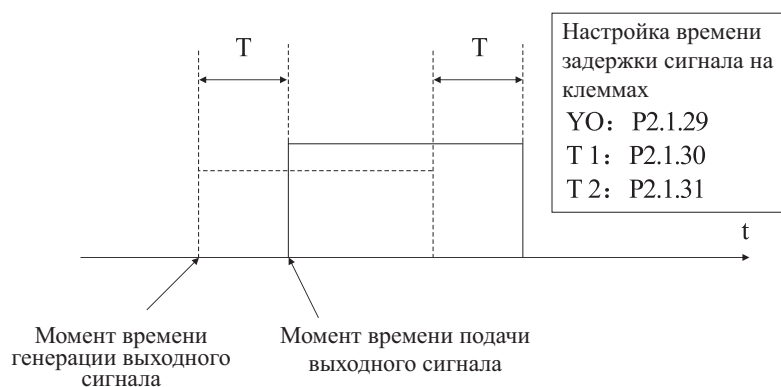 T
T
Настройка времени
задержки сигнала на
клеммах
YO: P2.1.29
T 1: P2.1.30
T 2: P2.1.31
t
Момент времени
генерации выходного
сигнала
Момент времени подачи
выходного сигнала